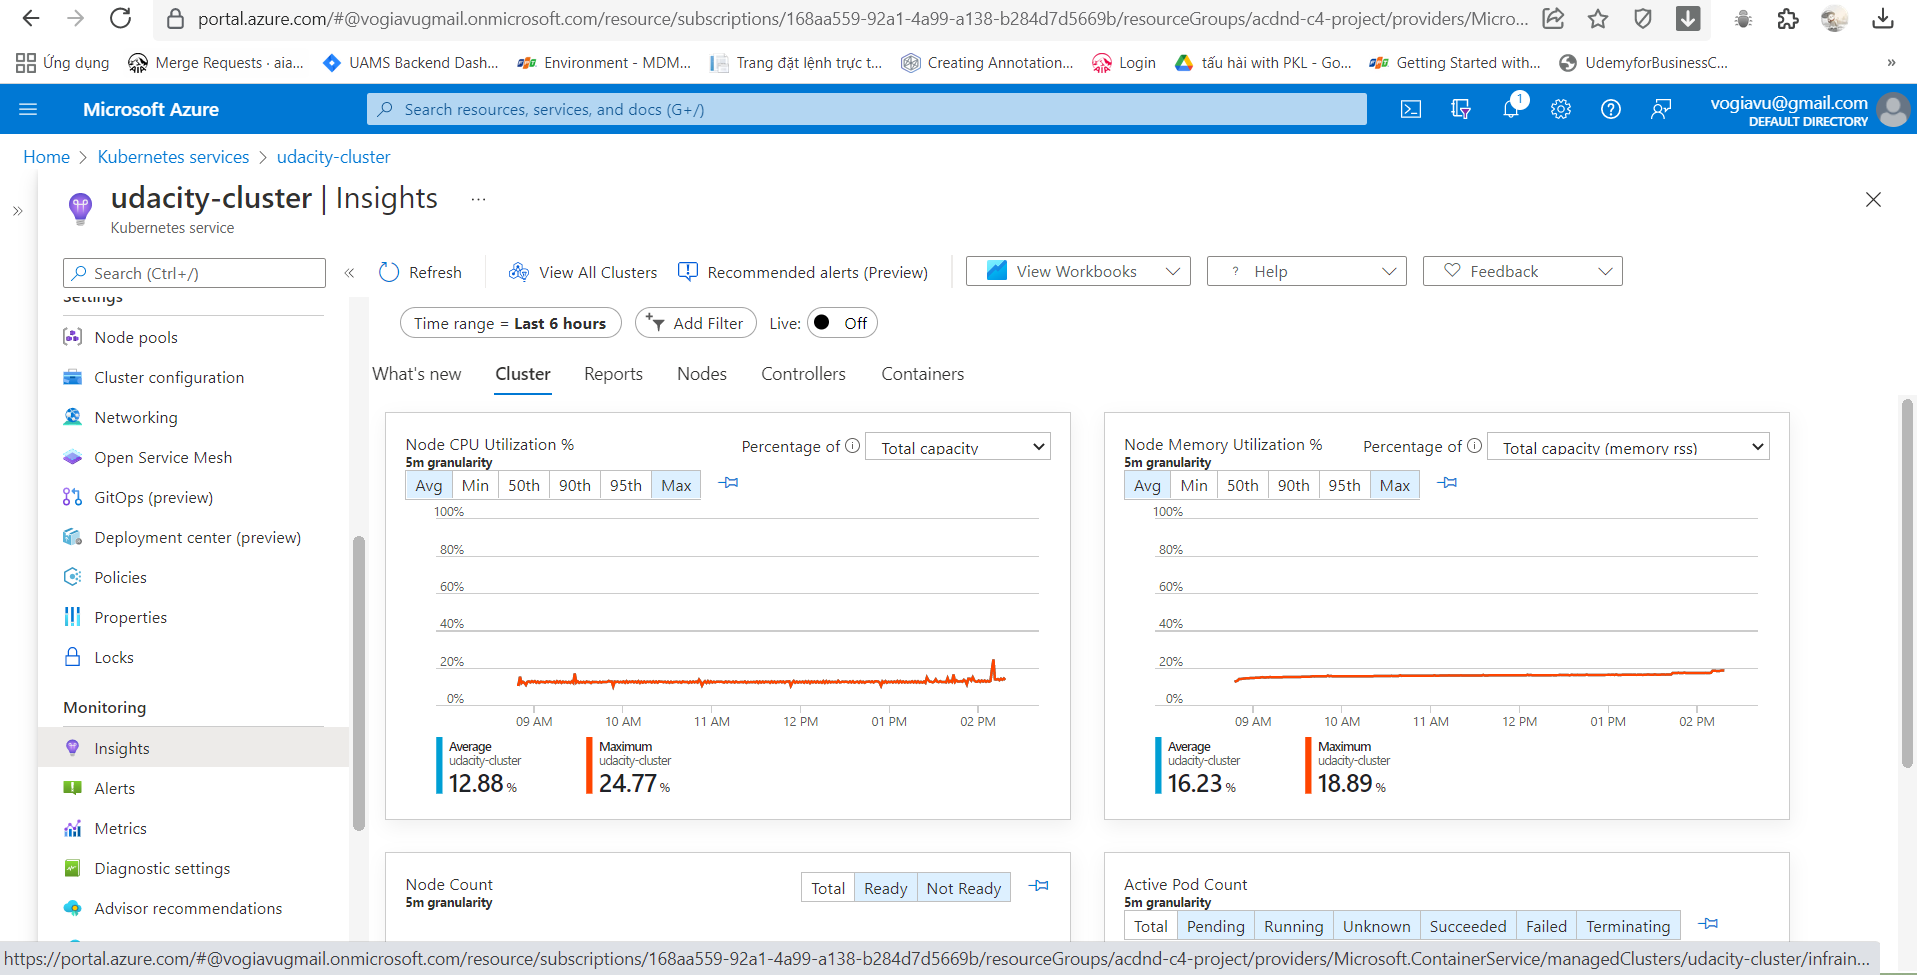 portal.azure.com/#@vogiavugmail.onmicrosoft.com/resource/subscriptions/168aa559-92a1-4a99-a138-b284d7d5669b/resourceGroups/acdnd-c4-project/providers/Micro...
Ứng dụng
Merge Requests · aia...
UAMS Backend Dash...
Environment - MDM...
Trang đặt lệnh trực t...
Creating Annotation...
Login
tấu hài with PKL - Go...
Getting Started with...
UdemyforBusinessC...
»
Microsoft Azure
Search resources, services, and docs (G+/)
1
vogiavu@gmail.com
DEFAULT DIRECTORY
Home > Kubernetes services > udacity-cluster
udacity-cluster | Insights ...
Kubernetes service
Search (Ctrl+/)
«
Refresh
View All Clusters
Recommended alerts (Preview)
View Workbooks
? Help
Feedback
Settings
Node pools
Cluster configuration
Networking
Open Service Mesh
GitOps (preview)
Deployment center (preview)
Policies
Properties
Locks
Monitoring
Insights
Alerts
Metrics
Diagnostic settings
Advisor recommendations
Time range = Last 6 hours
Add Filter
Live: Off
What's new
Cluster
Reports
Nodes
Controllers
Containers
Node CPU Utilization %
5m granularity
Percentage of
Total capacity
Avg Min 50th 90th 95th Max
100%
80%
60%
40%
20%
0%
09 AM 10 AM 11 AM 12 PM 01 PM 02 PM
Average
udacity-cluster
12.88 %
Maximum
udacity-cluster
24.77 %
Node Memory Utilization %
5m granularity
Percentage of
Total capacity (memory rss)
Avg Min 50th 90th 95th Max
100%
80%
60%
40%
20%
0%
09 AM 10 AM 11 AM 12 PM 01 PM 02 PM
Average
udacity-cluster
16.23 %
Maximum
udacity-cluster
18.89 %
Node Count
5m granularity
Total Ready Not Ready
Active Pod Count
5m granularity
Total Pending Running Unknown Succeeded Failed Terminating
https://portal.azure.com/#@vogiavugmail.onmicrosoft.com/resource/subscriptions/168aa559-92a1-4a99-a138-b284d7d5669b/resourceGroups/acdnd-c4-project/providers/Microsoft.ContainerService/managedClusters/udacity-cluster/infrain...